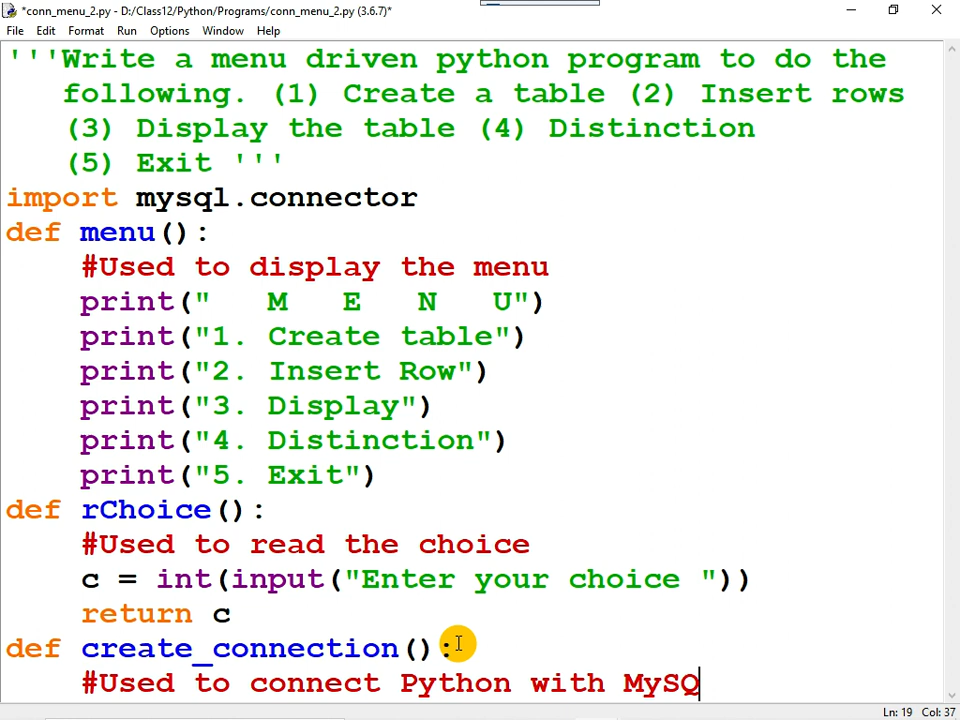 *conn_menu_2.py - D:/Class12/Python/Programs/conn_menu_2.py (3.6.7)*
File Edit Format Run Options Window Help
'''Write a menu driven python program to do the
   following. (1) Create a table (2) Insert rows
   (3) Display the table (4) Distinction
   (5) Exit '''
import mysql.connector
def menu():
    #Used to display the menu
    print("   M   E   N   U")
    print("1. Create table")
    print("2. Insert Row")
    print("3. Display")
    print("4. Distinction")
    print("5. Exit")
def rChoice():
    #Used to read the choice
    c = int(input("Enter your choice "))
    return c
def create_connection():
    #Used to connect Python with MySQ
Ln: 19 Col: 37